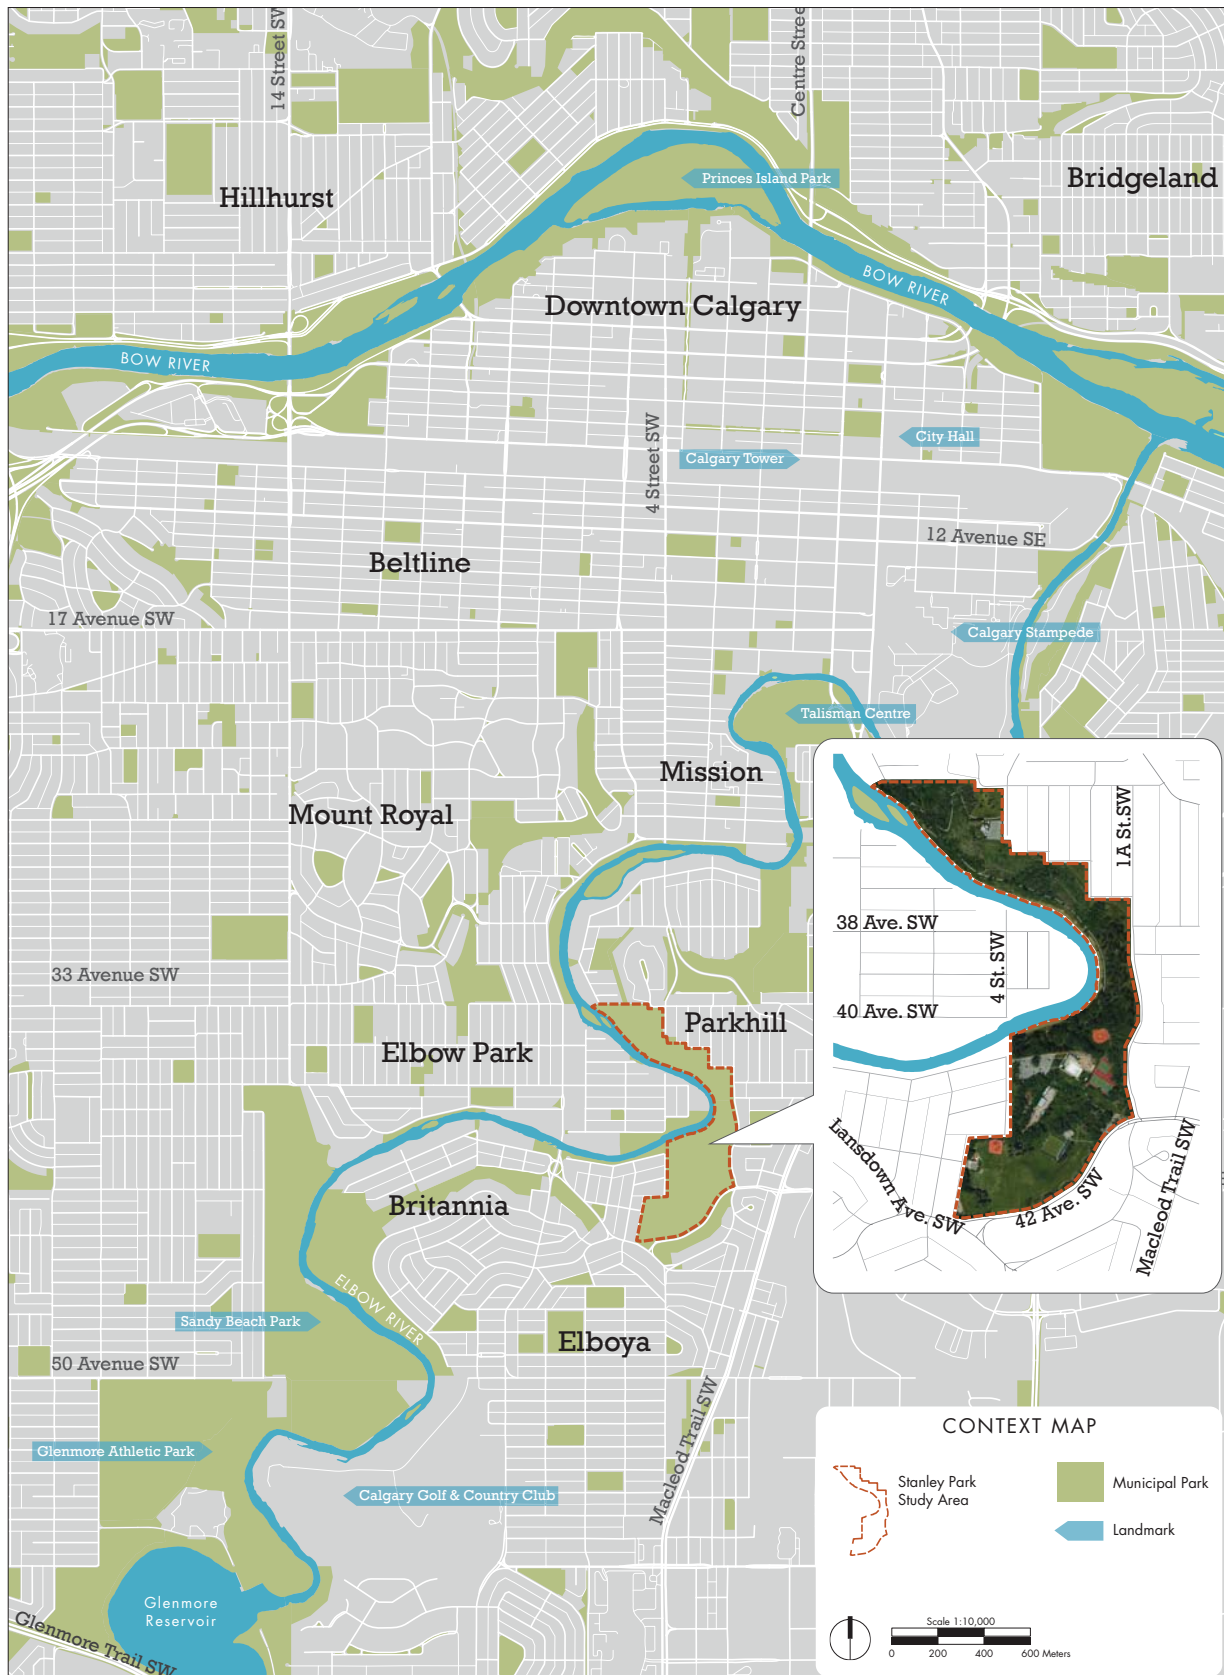 14 Street SW
Centre Stree
Hillhurst
Princes Island Park
Bridgeland
BOW RIVER
Downtown Calgary
BOW RIVER
4 Street SW
City Hall
Calgary Tower
12 Avenue SE
Beltline
17 Avenue SW
Calgary Stampede
Talisman Centre
Mission
Mount Royal
1A St.SW
38 Ave. SW
4 St. SW
33 Avenue SW
40 Ave. SW
Parkhill
Elbow Park
Lansdown Ave. SW
42 Ave. SW
Macleod Trail SW
Britannia
ELBOW RIVER
Sandy Beach Park
Elboya
50 Avenue SW
Macleod Trail SW
Glenmore Athletic Park
Calgary Golf & Country Club
Glenmore
Reservoir
Glenmore Trail SW
CONTEXT MAP
Stanley Park
Study Area
Municipal Park
Landmark
Scale 1:10,000
0 200 400 600 Meters